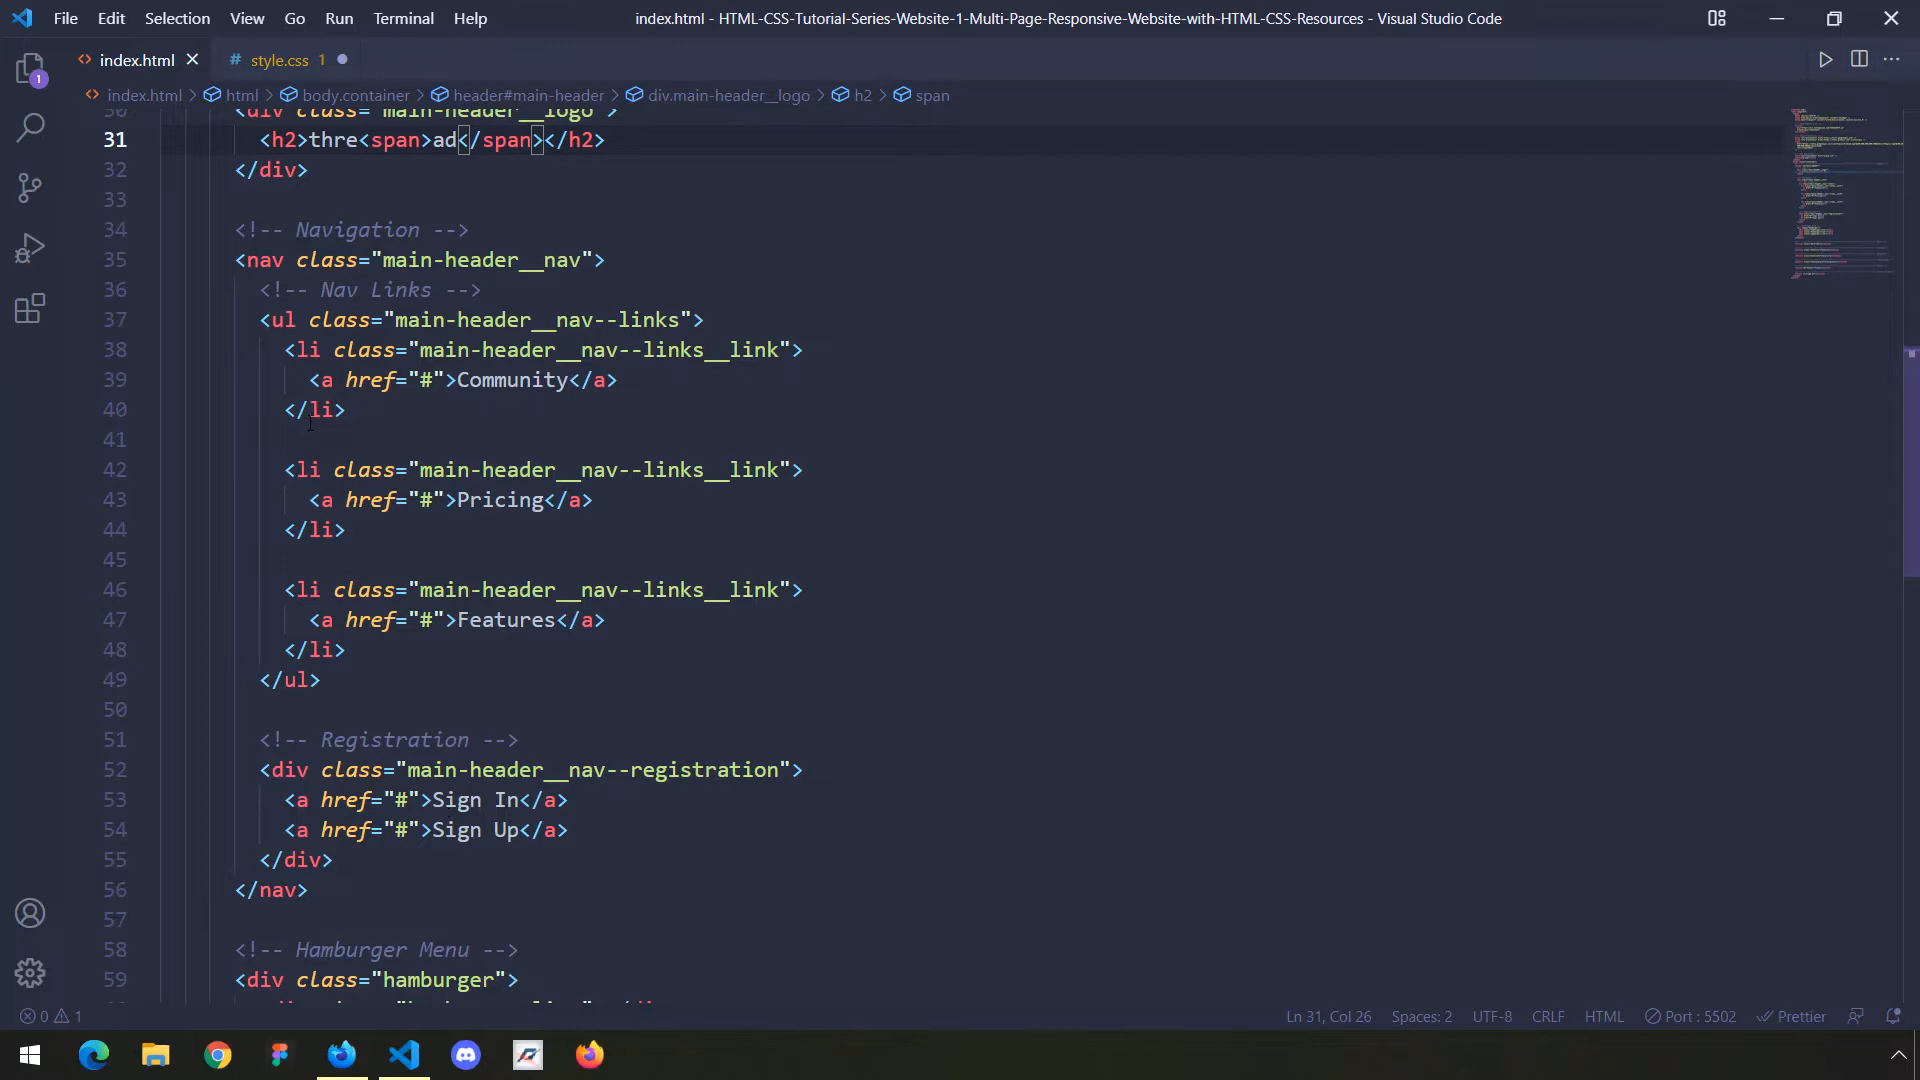 File Edit Selection View Go Run Terminal Help
index.html - HTML-CSS-Tutorial-Series-Website-1-Multi-Page-Responsive-Website-with-HTML-CSS-Resources - Visual Studio Code
index.html
# style.css 1
index.html > html > body.container > header#main-header > div.main-header__logo > h2 > span
<div class="main-header__logo">
31 <h2>thre<span>ad</span></h2>
32 </div>
33
34 <!-- Navigation -->
35 <nav class="main-header__nav">
36 <!-- Nav Links -->
37 <ul class="main-header__nav--links">
38 <li class="main-header__nav--links__link">
39 <a href="#">Community</a>
40 </li>
41
42 <li class="main-header__nav--links__link">
43 <a href="#">Pricing</a>
44 </li>
45
46 <li class="main-header__nav--links__link">
47 <a href="#">Features</a>
48 </li>
49 </ul>
50
51 <!-- Registration -->
52 <div class="main-header__nav--registration">
53 <a href="#">Sign In</a>
54 <a href="#">Sign Up</a>
55 </div>
56 </nav>
57
58 <!-- Hamburger Menu -->
59 <div class="hamburger">
1
0 1
Ln 31, Col 26 Spaces: 2 UTF-8 CRLF HTML Port : 5502 Prettier